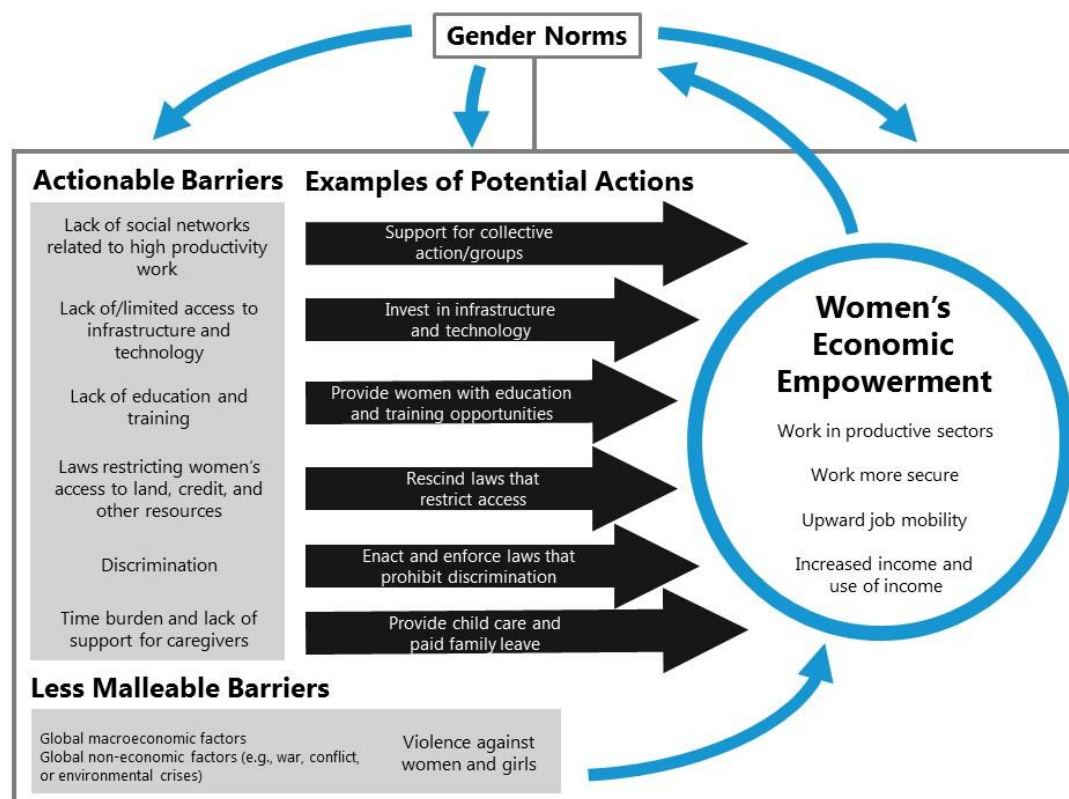 Gender Norms
Actionable Barriers
Lack of social networks
related to high productivity
work
Lack of/limited access to
infrastructure and
technology
Lack of education and
training
Laws restricting women's
access to land, credit, and
other resources
Discrimination
Time burden and lack of
support for caregivers
Examples of Potential Actions
Support for collective
action/groups
Invest in infrastructure
and technology
Provide women with education
and training opportunities
Rescind laws that
restrict access
Enact and enforce laws that
prohibit discrimination
Provide child care and
paid family leave
Women's
Economic
Empowerment
Work in productive sectors
Work more secure
Upward job mobility
Increased income and
use of income
Less Malleable Barriers
Global macroeconomic factors
Global non-economic factors (e.g., war, conflict,
or environmental crises)
Violence against
women and girls